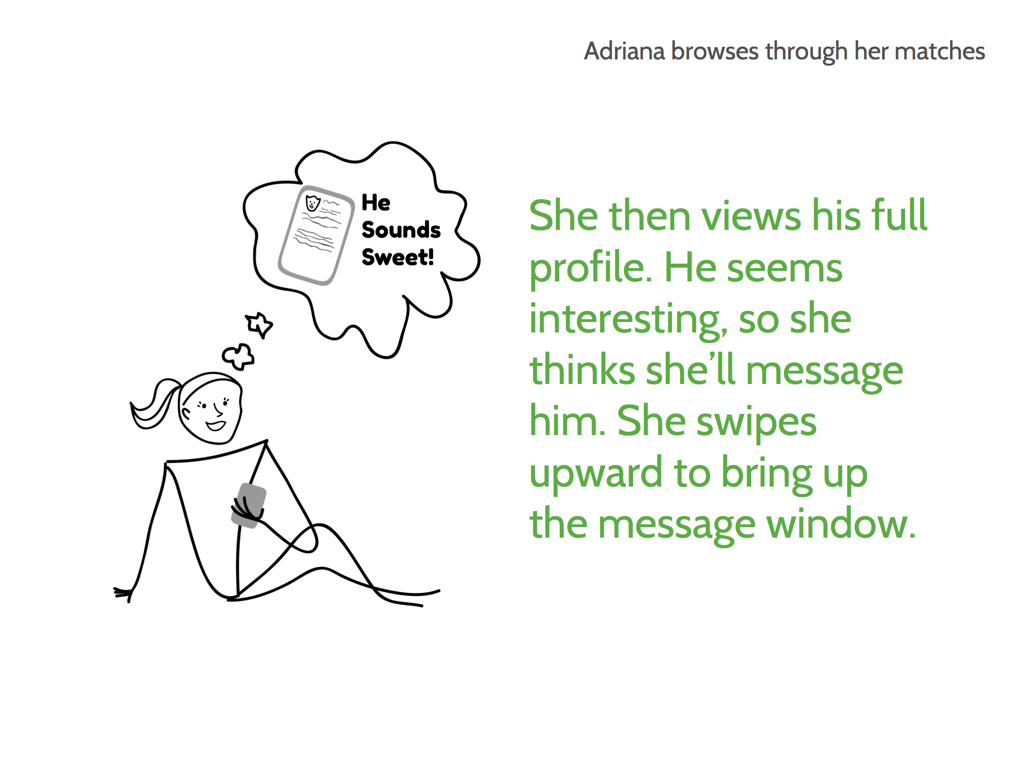 Adriana browses through her matches
He
Sounds
Sweet!
She then views his full
profile. He seems
interesting, so she
thinks she’ll message
him. She swipes
upward to bring up
the message window.